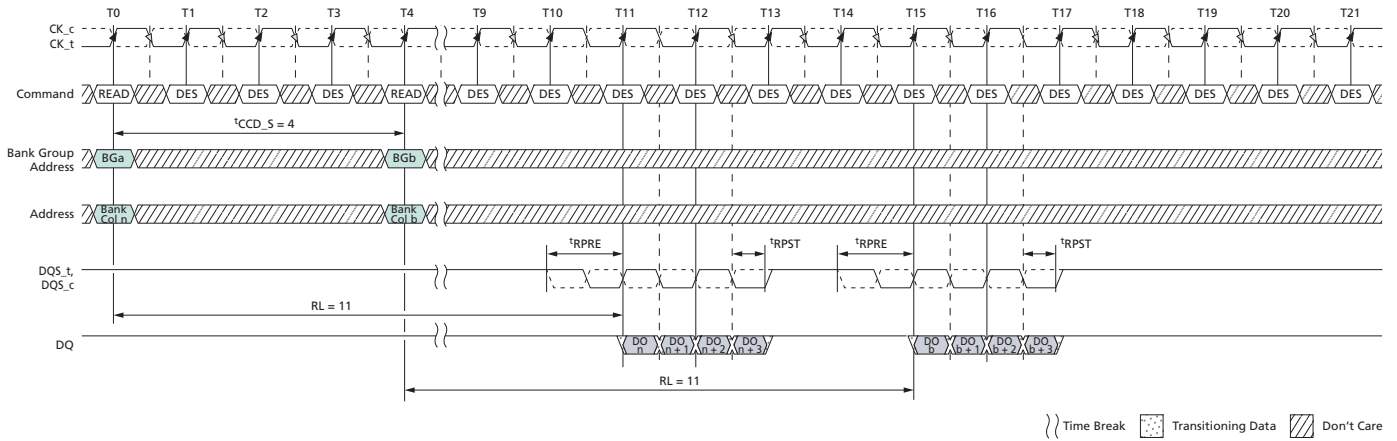 T0 T1 T2 T3 T4 T9 T10 T11 T12 T13 T14 T15 T16 T17 T18 T19 T20 T21
CK_c
CK_t
Command READ DES DES DES READ DES DES DES DES DES DES DES DES DES DES DES DES DES
tCCD_S = 4
Bank Group
Address
BGa BGb
Address
Bank
Col n
Bank
Col b
tRPRE tRPST tRPRE tRPST
DQS_t,
DQS_c
RL = 11
DQ
DO
n
DO
n + 1
DO
n + 2
DO
n + 3
DO
b
DO
b + 1
DO
b + 2
DO
b + 3
RL = 11
Time Break Transitioning Data Don't Care